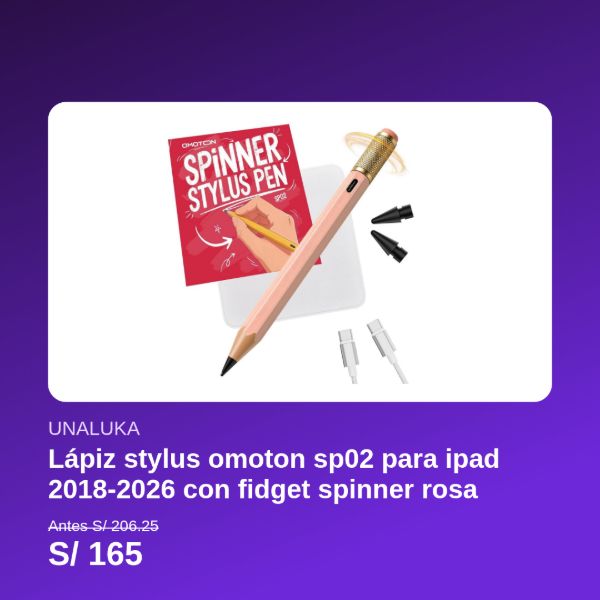 OMOTON
SPINNER
STYLUS PEN
SP02
UNALUKA
Lápiz stylus omoton sp02 para ipad
2018-2026 con fidget spinner rosa
Antes S/ 206.25
S/ 165